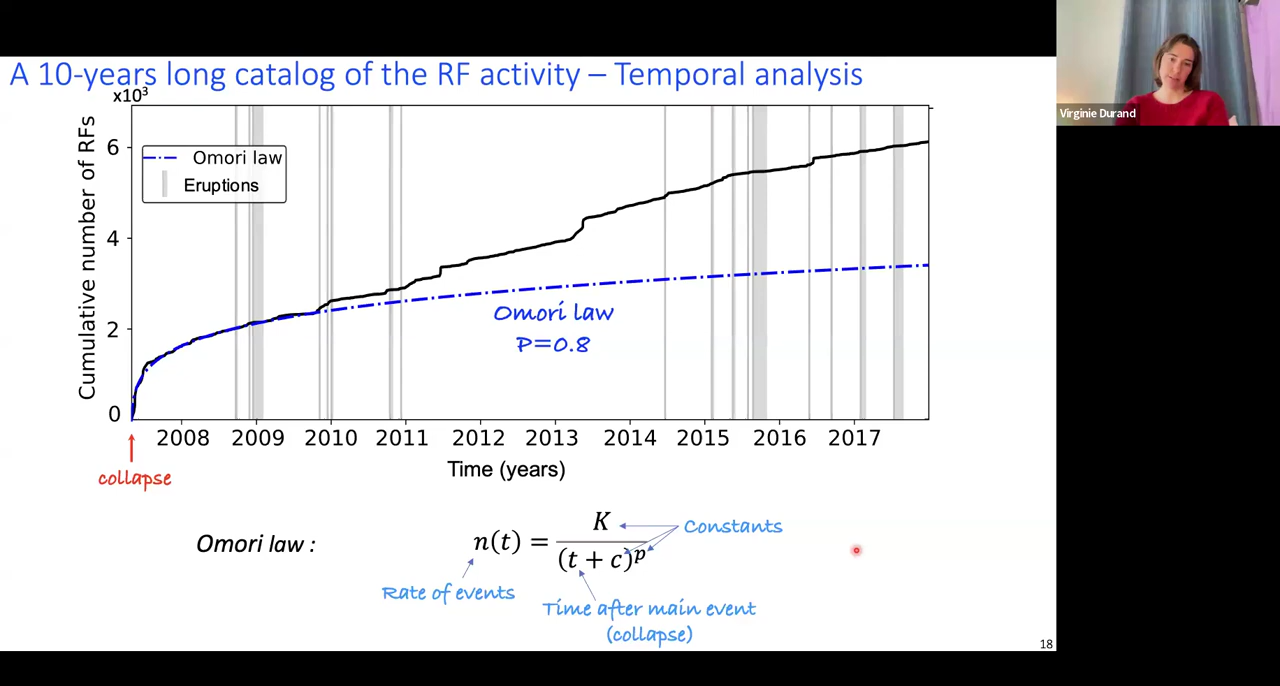 A 10-years long catalog of the RF activity – Temporal analysis
x10³
Cumulative number of RFs
6
4
2
0
Omori law
Eruptions
Omori law
P=0.8
2008 2009 2010 2011 2012 2013 2014 2015 2016 2017
Time (years)
collapse
Omori law :
n(t) = K / (t + c)^p
Constants
Rate of events
Time after main event
(collapse)
18
Virginie Durand